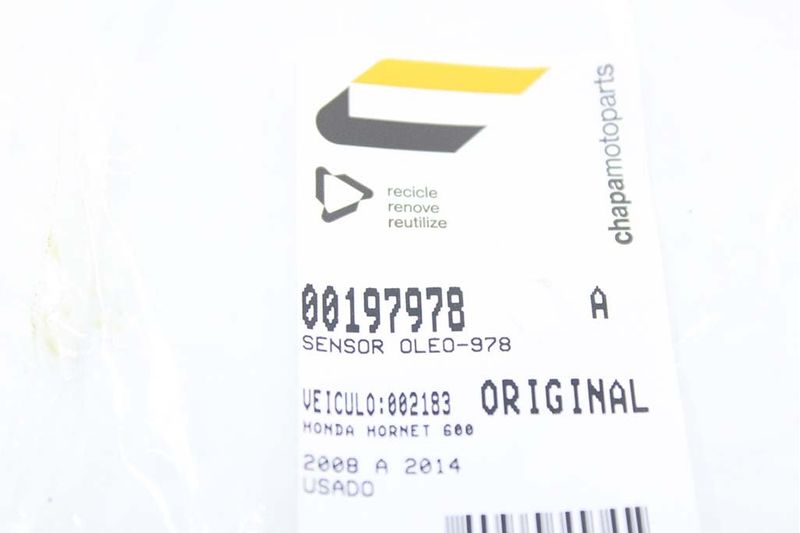 recicle
renove
reutilize
chapamotoparts
00197978 A
SENSOR OLEO-978
VEICULO:002183 ORIGINAL
HONDA HORNET 600
2008 A 2014
USADO